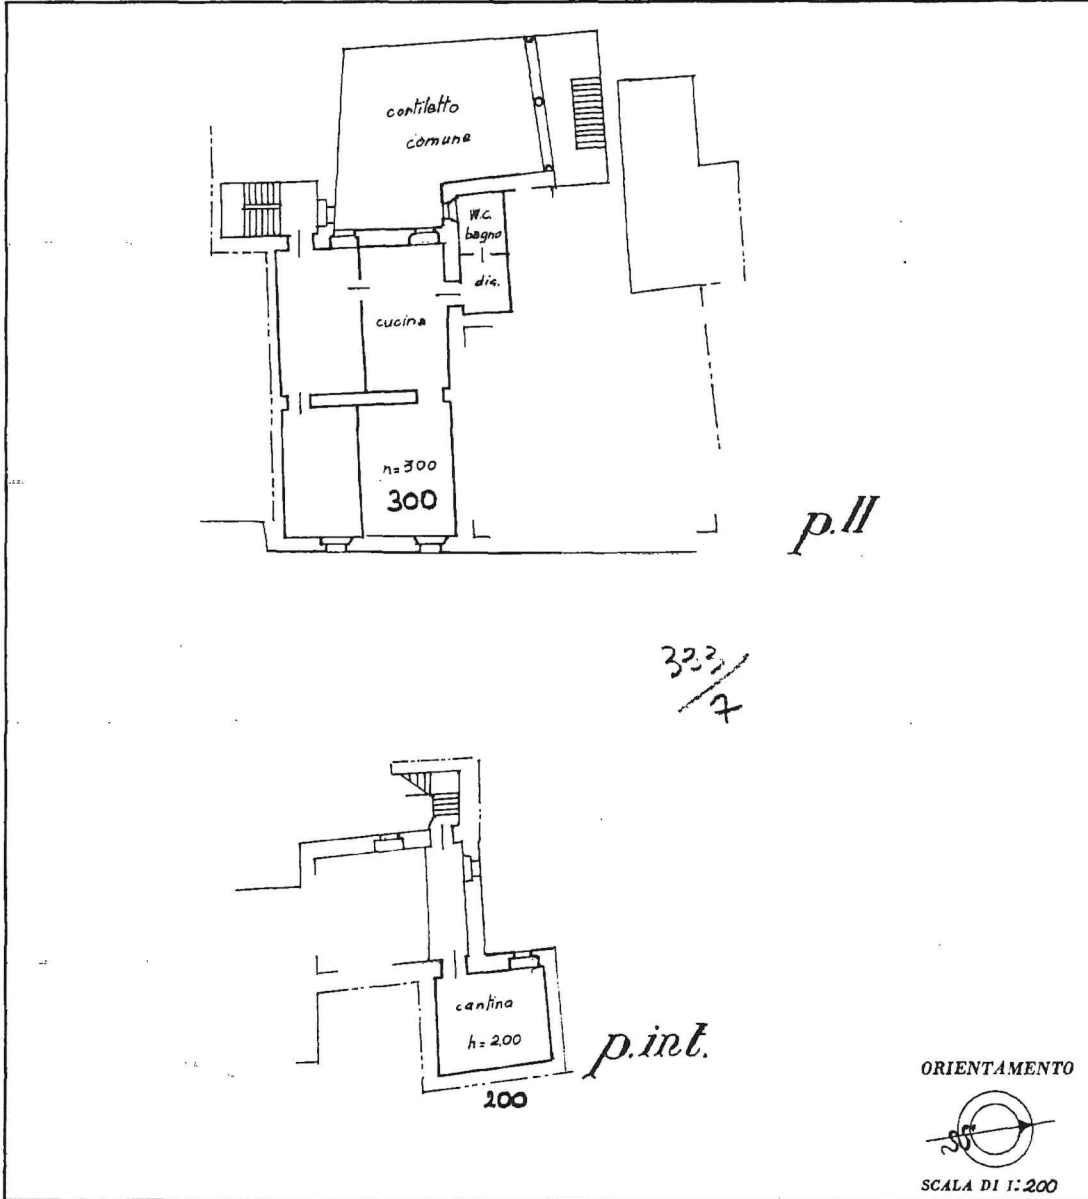 cortiletto
comune
W.C.
bagno
dis.
cucina
h=300
300
p.II
333/7
cantina
h=2.00
p.int.
200
ORIENTAMENTO
SCALA DI 1:200